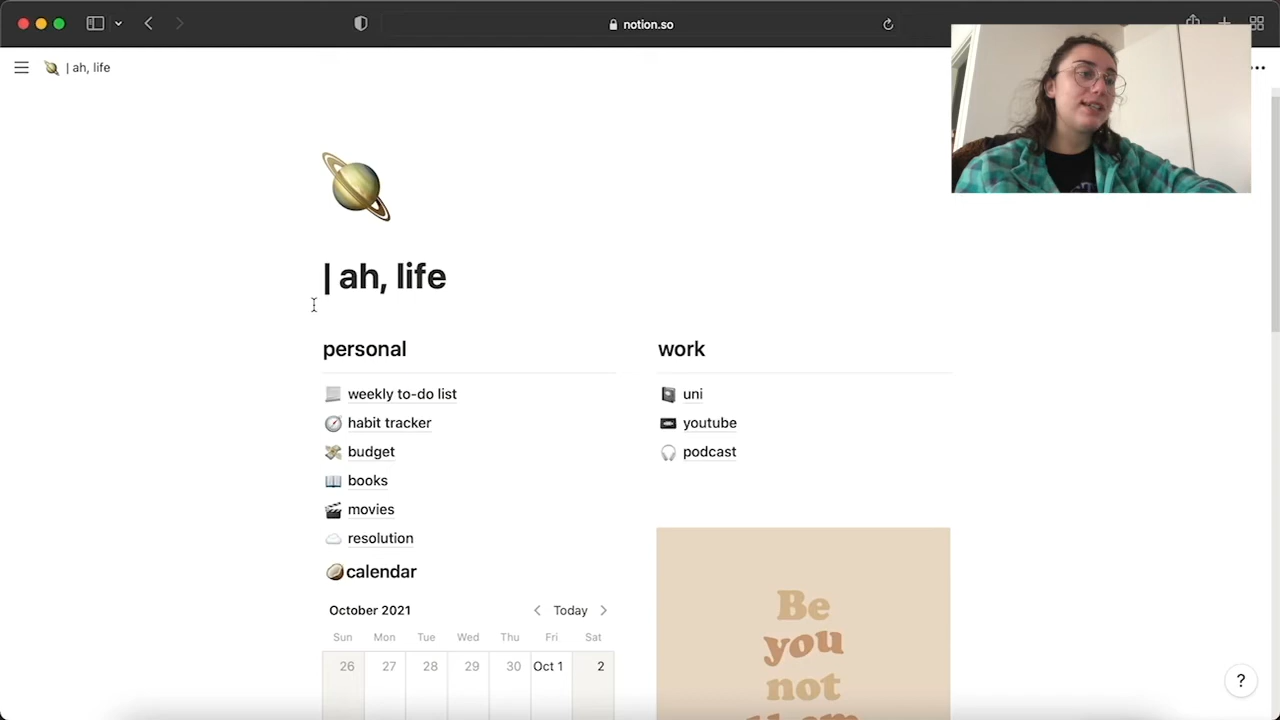 notion.so
| ah, life
| ah, life
personal
weekly to-do list
habit tracker
budget
books
movies
resolution
calendar
October 2021
Today
Sun Mon Tue Wed Thu Fri Sat
26 27 28 29 30 Oct 1 2
work
uni
youtube
podcast
Be
you
not
them
?